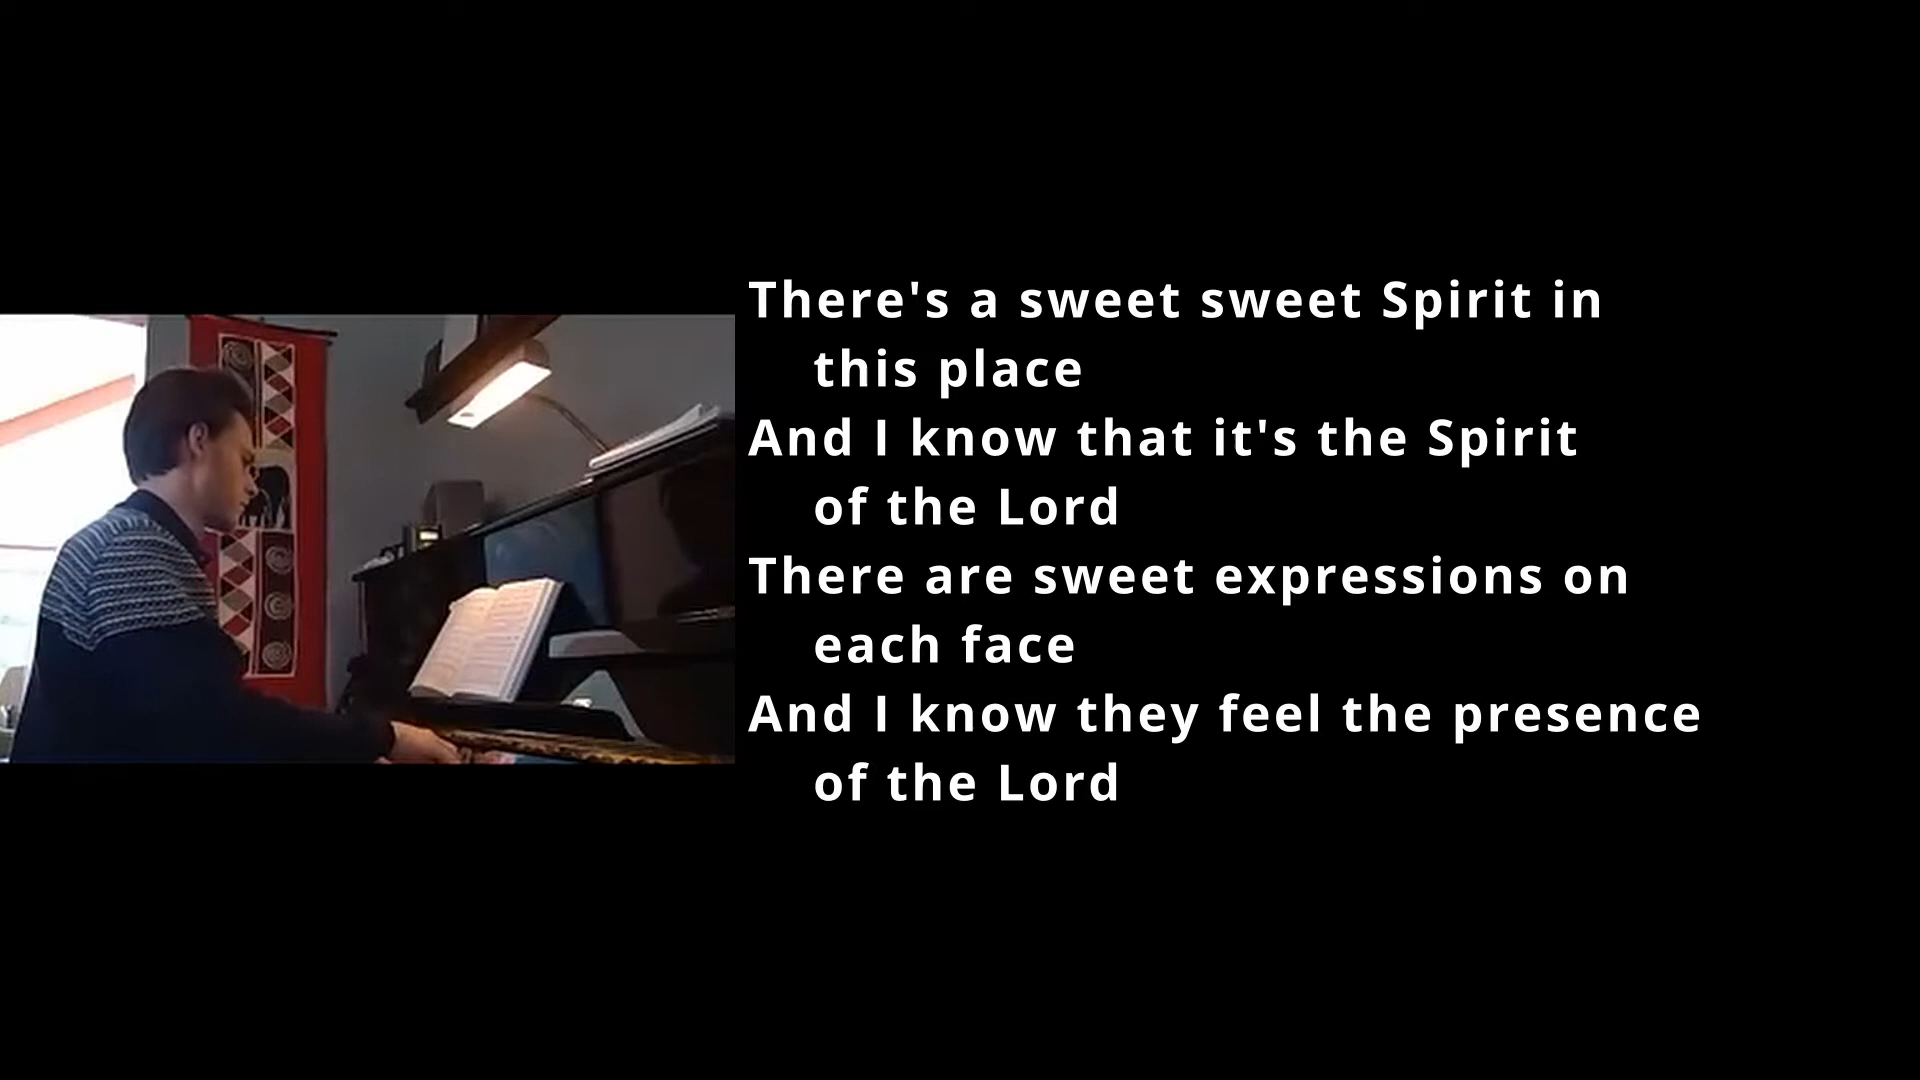 There's a sweet sweet Spirit in
this place
And I know that it's the Spirit
of the Lord
There are sweet expressions on
each face
And I know they feel the presence
of the Lord